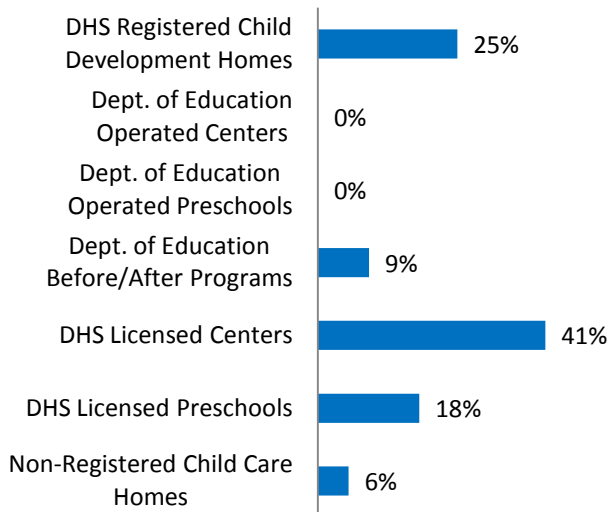 DHS Registered Child
Development Homes
25%
Dept. of Education
Operated Centers
0%
Dept. of Education
Operated Preschools
0%
Dept. of Education
Before/After Programs
9%
DHS Licensed Centers
41%
DHS Licensed Preschools
18%
Non-Registered Child Care
Homes
6%